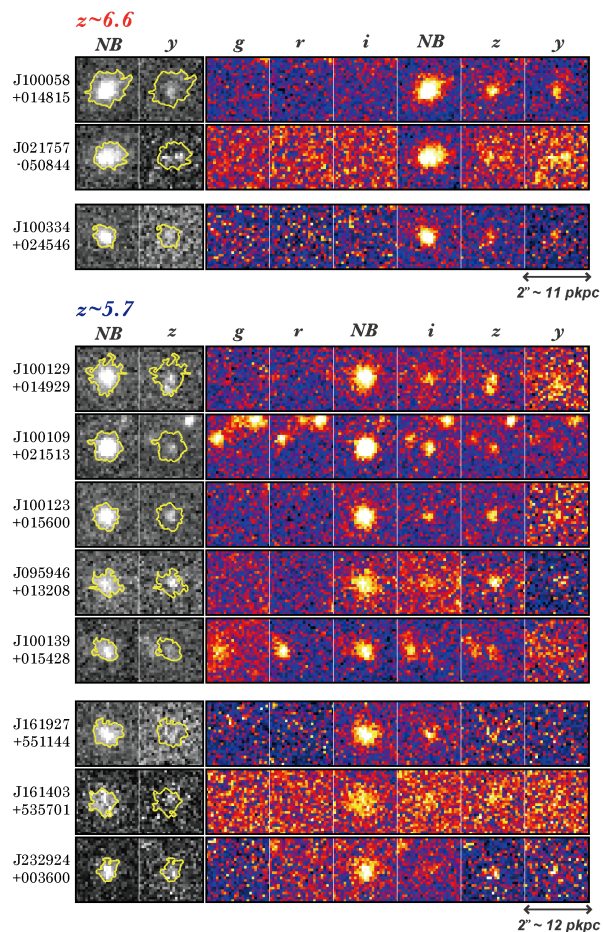 z~6.6
NB y g r i NB z y
J100058
+014815
J021757
-050844
J100334
+024546
2" ~ 11 pkpc
z~5.7
NB z g r NB i z y
J100129
+014929
J100109
+021513
J100123
+015600
J095946
+013208
J100139
+015428
J161927
+551144
J161403
+535701
J232924
+003600
2" ~ 12 pkpc